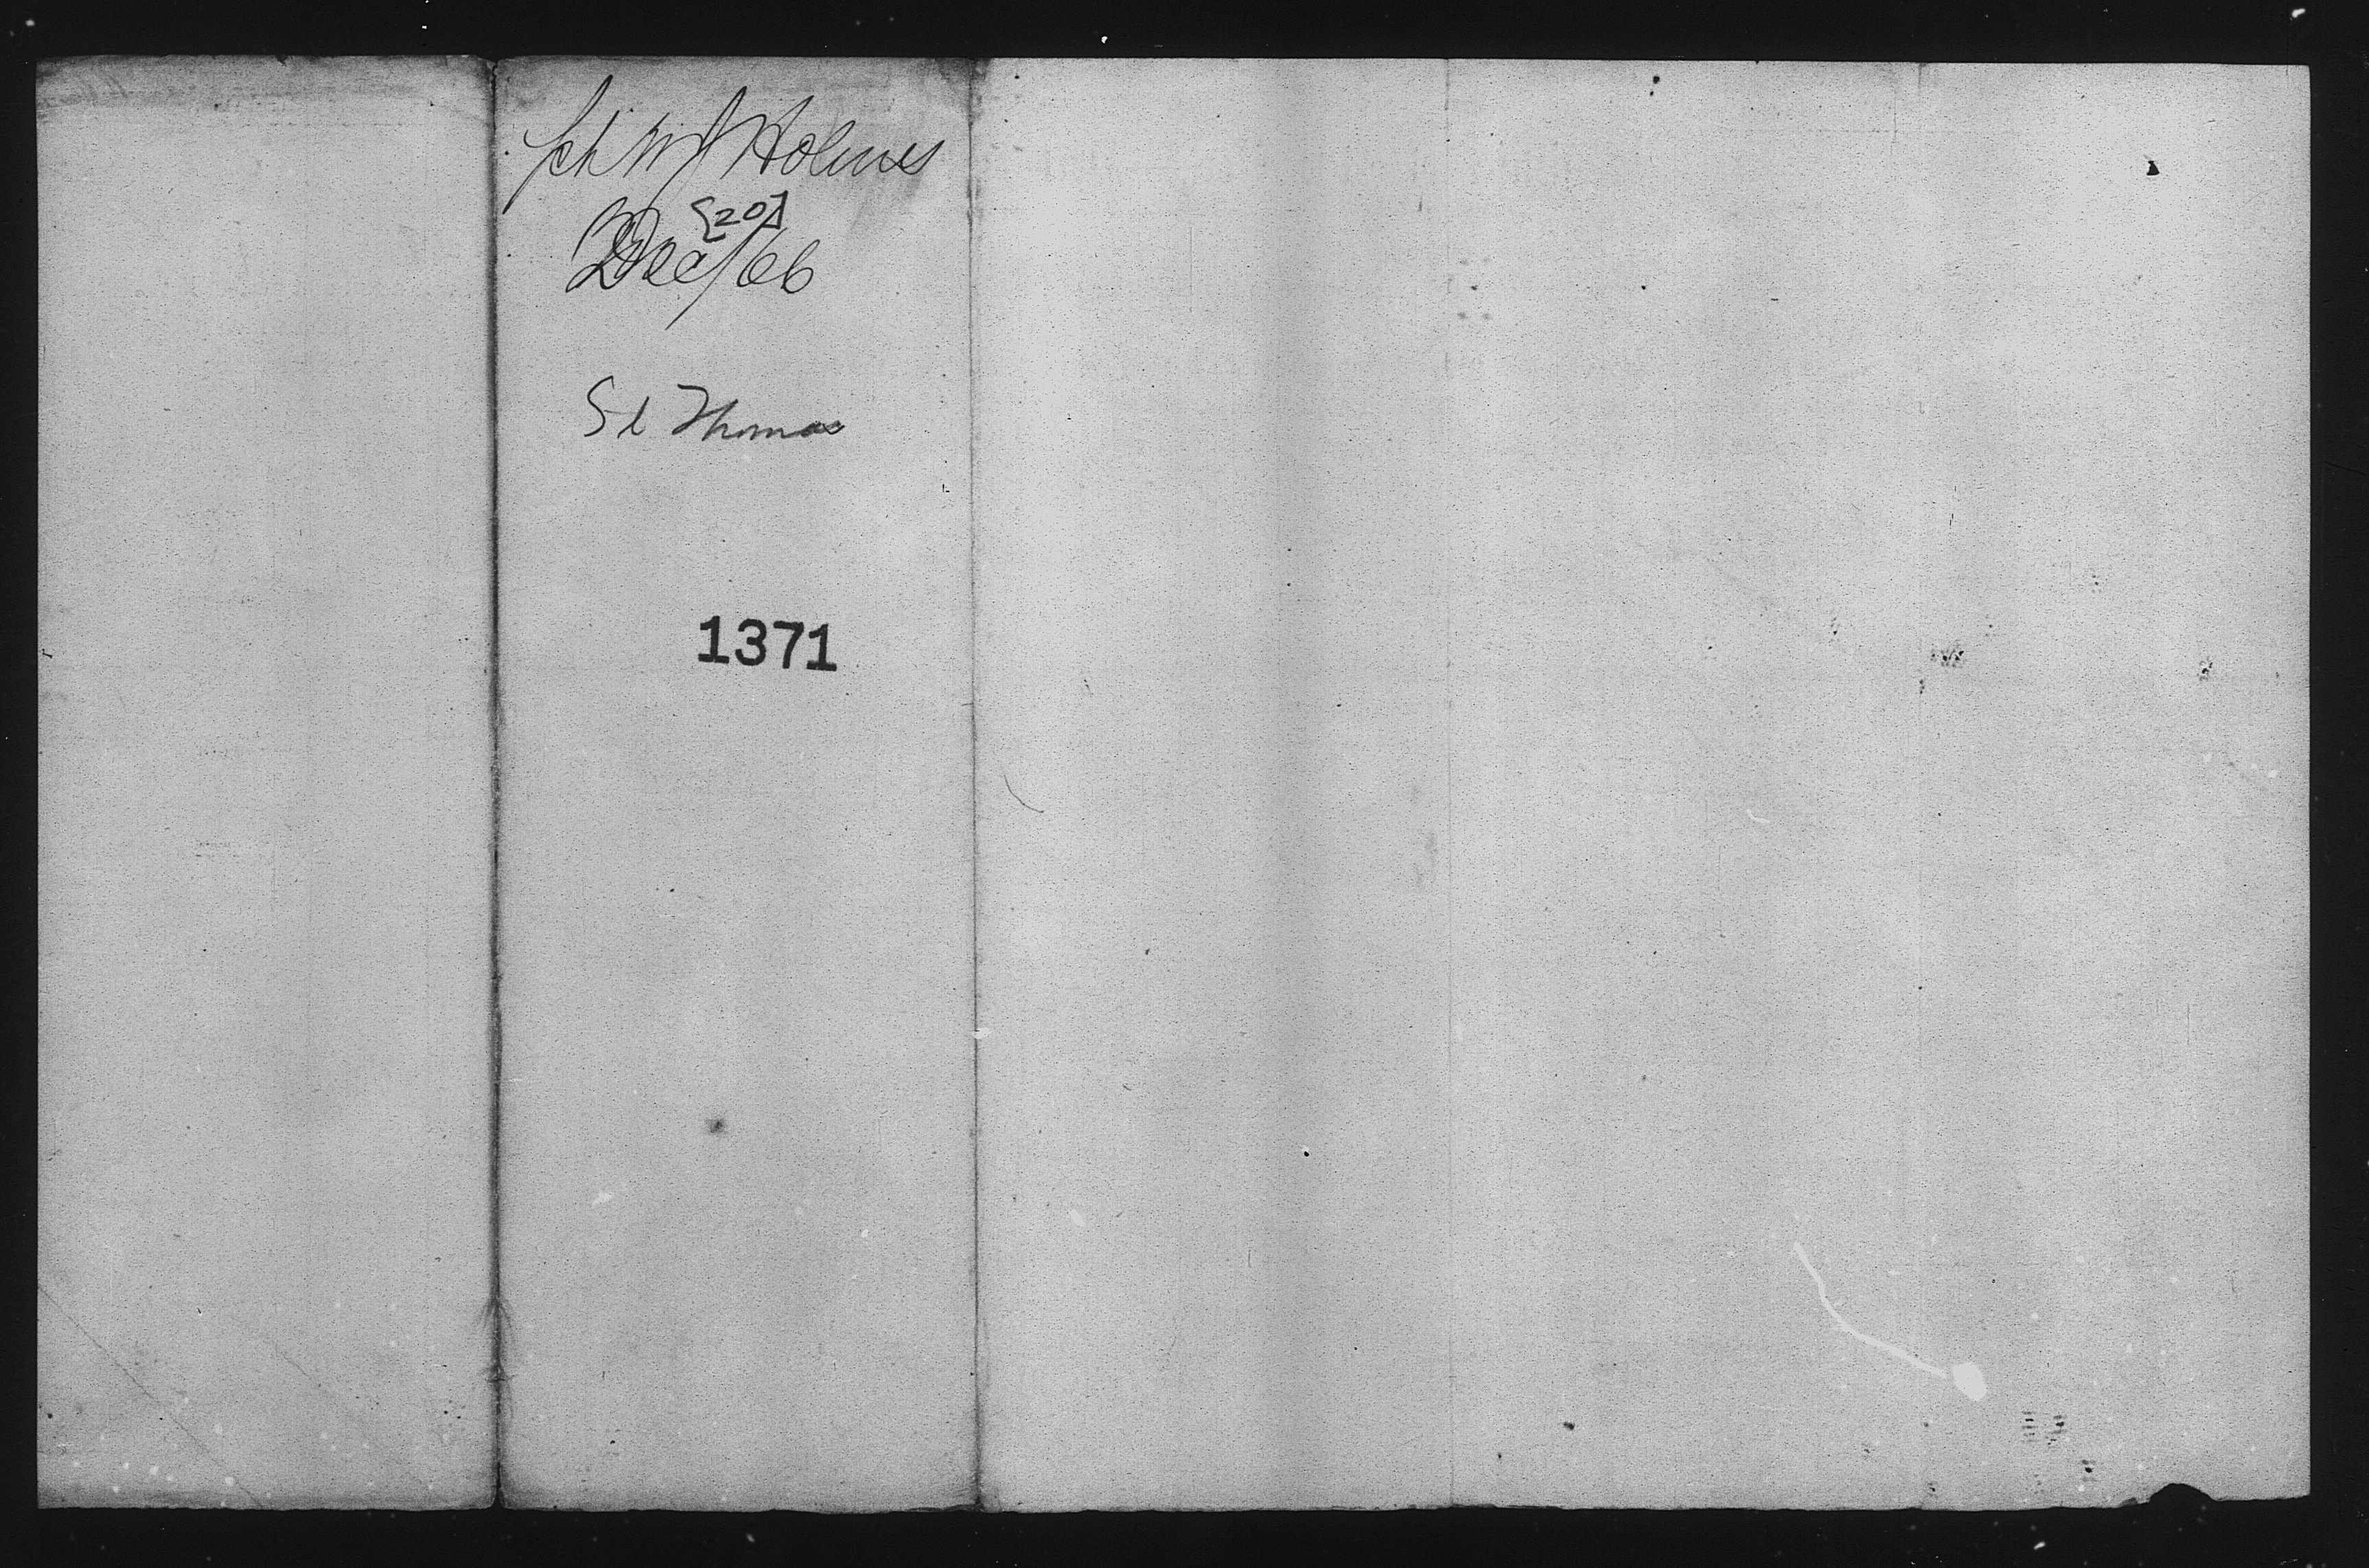 Sch W J Holmes
[20]
Dec/66
St Thomas
1371